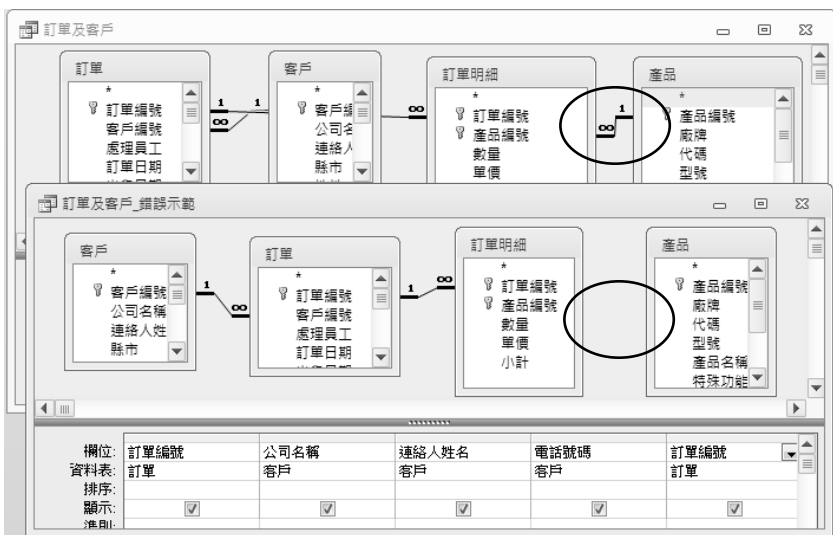 訂單及客戶
訂單
*
訂單編號
客戶編號
處理員工
訂單日期
1
∞
1
客戶
*
客戶編
公司名
連絡人
縣市
∞
訂單明細
*
訂單編號
產品編號
數量
單價
∞
1
產品
*
產品編號
廠牌
代碼
型號
訂單及客戶_錯誤示範
客戶
*
客戶編號
公司名稱
連絡人姓
縣市
1
∞
訂單
*
訂單編號
客戶編號
處理員工
訂單日期
1
∞
訂單明細
*
訂單編號
產品編號
數量
單價
小計
產品
*
產品編號
廠牌
代碼
型號
產品名稱
特殊功能
欄位: 訂單編號 公司名稱 連絡人姓名 電話號碼 訂單編號
資料表: 訂單 客戶 客戶 客戶 訂單
排序:
顯示:
準則: